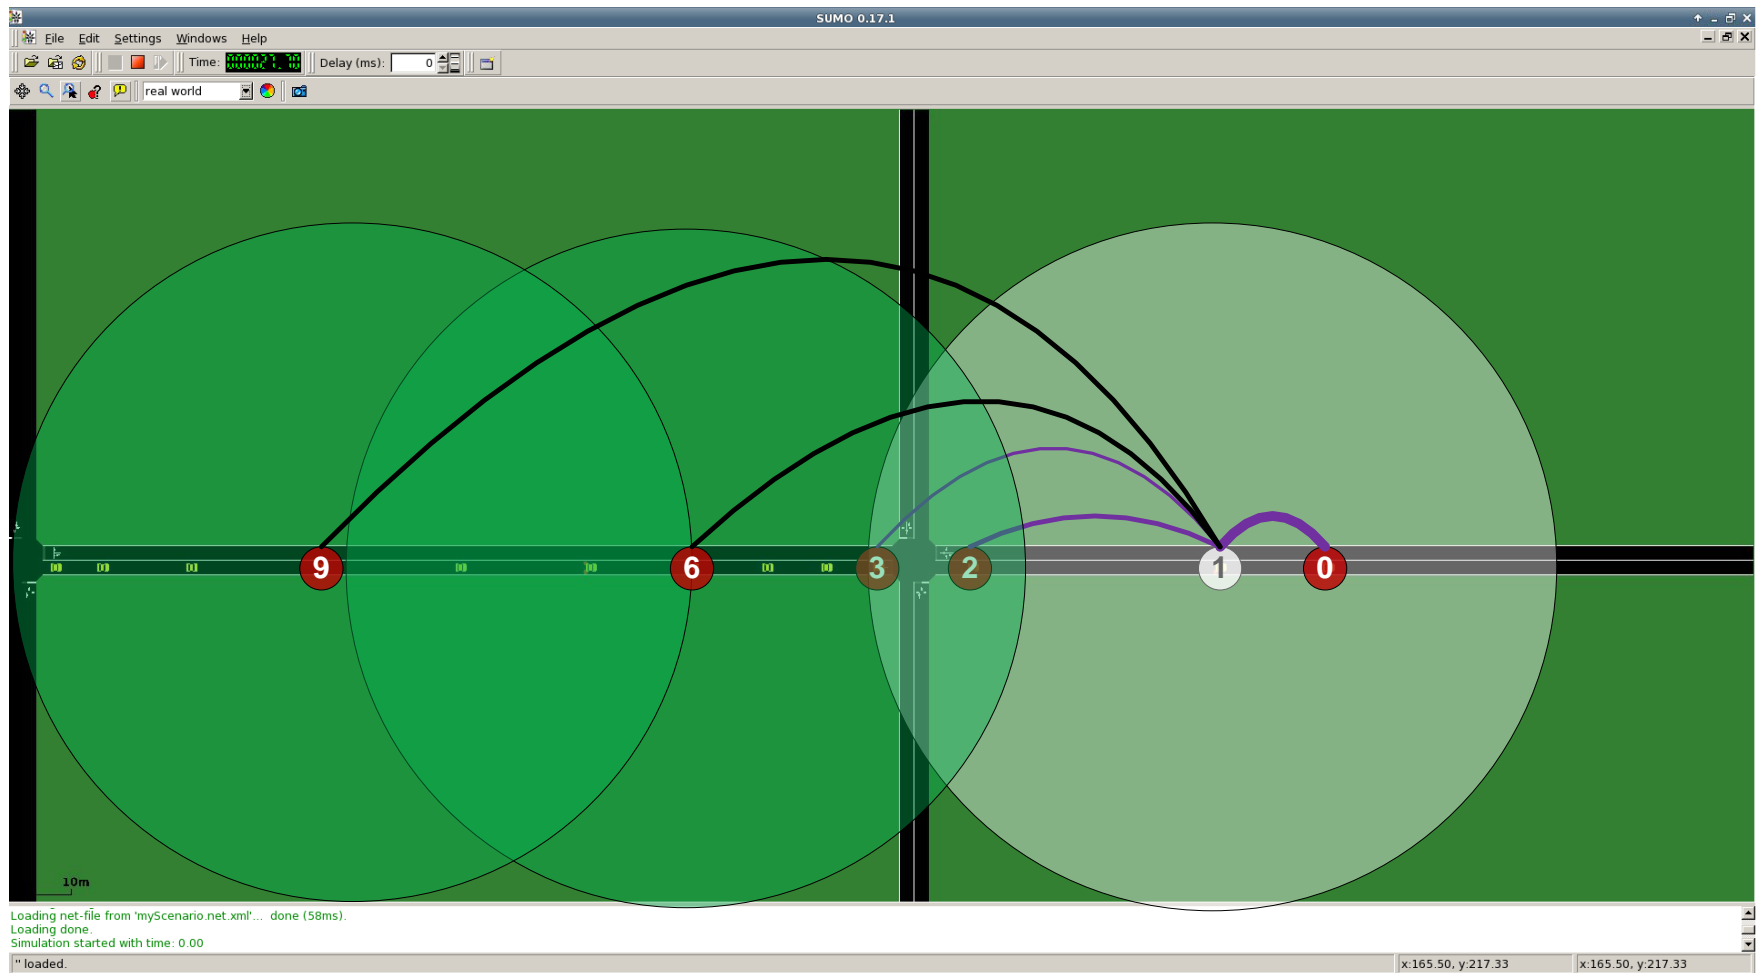 SUMO 0.17.1
File Edit Settings Windows Help
Time: Delay (ms): 0
real world
9 6 3 2 1 0
10m
Loading net-file from 'myScenario.net.xml'... done (58ms).
Loading done.
Simulation started with time: 0.00
'' loaded. x:165.50, y:217.33 x:165.50, y:217.33